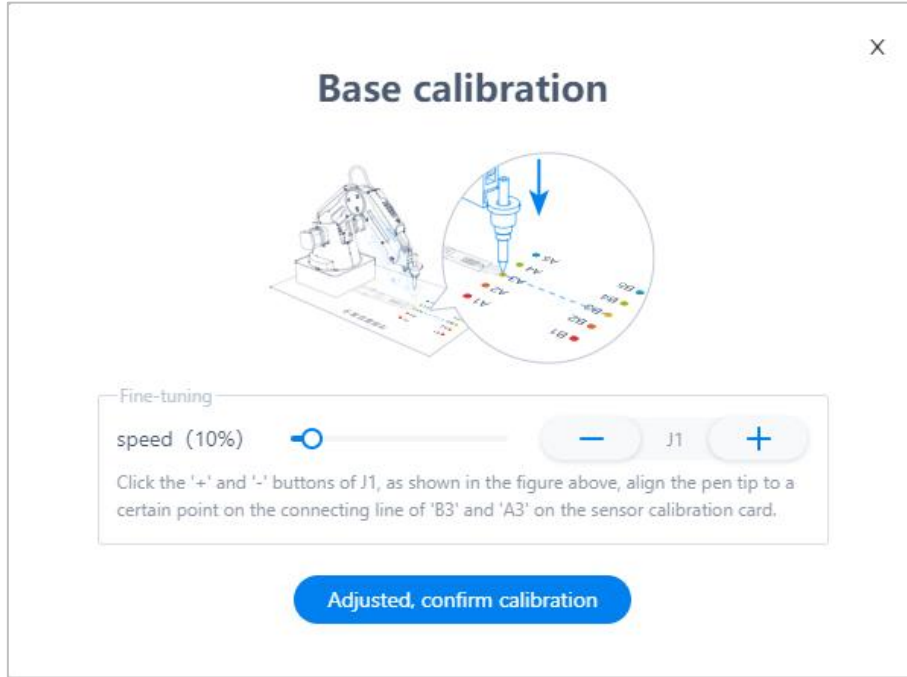 X
Base calibration
A5
A4
A3
A2
A1
B5
B4
B3
B2
B1
Fine-tuning
speed（10%）
J1
Click the '+' and '-' buttons of J1, as shown in the figure above, align the pen tip to a
certain point on the connecting line of 'B3' and 'A3' on the sensor calibration card.
Adjusted, confirm calibration